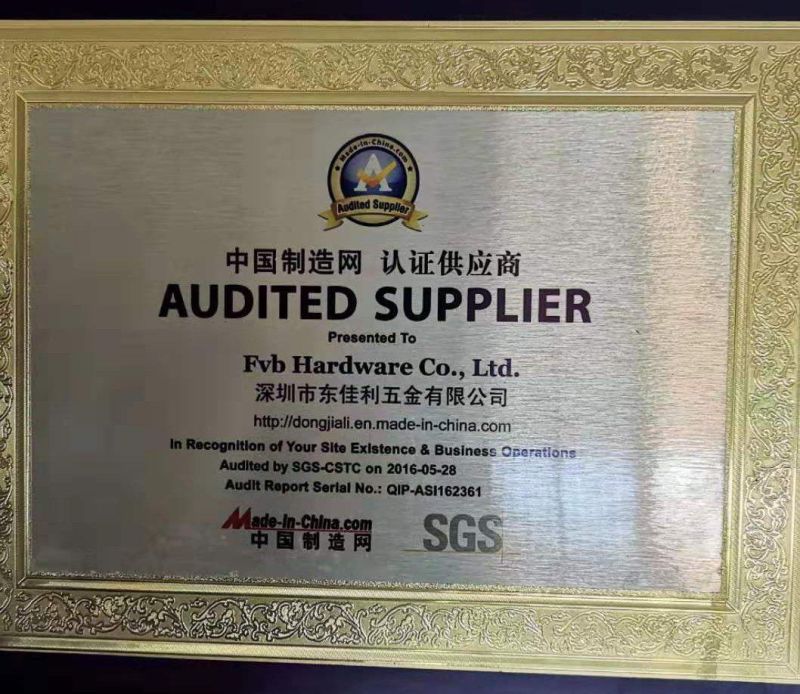 Made-in-China.com
A
Audited Supplier
中国制造网 认证供应商
AUDITED SUPPLIER
Presented To
Fvb Hardware Co., Ltd.
深圳市东佳利五金有限公司
http://dongjiali.en.made-in-china.com
In Recognition of Your Site Existence & Business Operations
Audited by SGS-CSTC on 2016-05-28
Audit Report Serial No.: QIP-ASI162361
Made-in-China.com
中国制造网
SGS